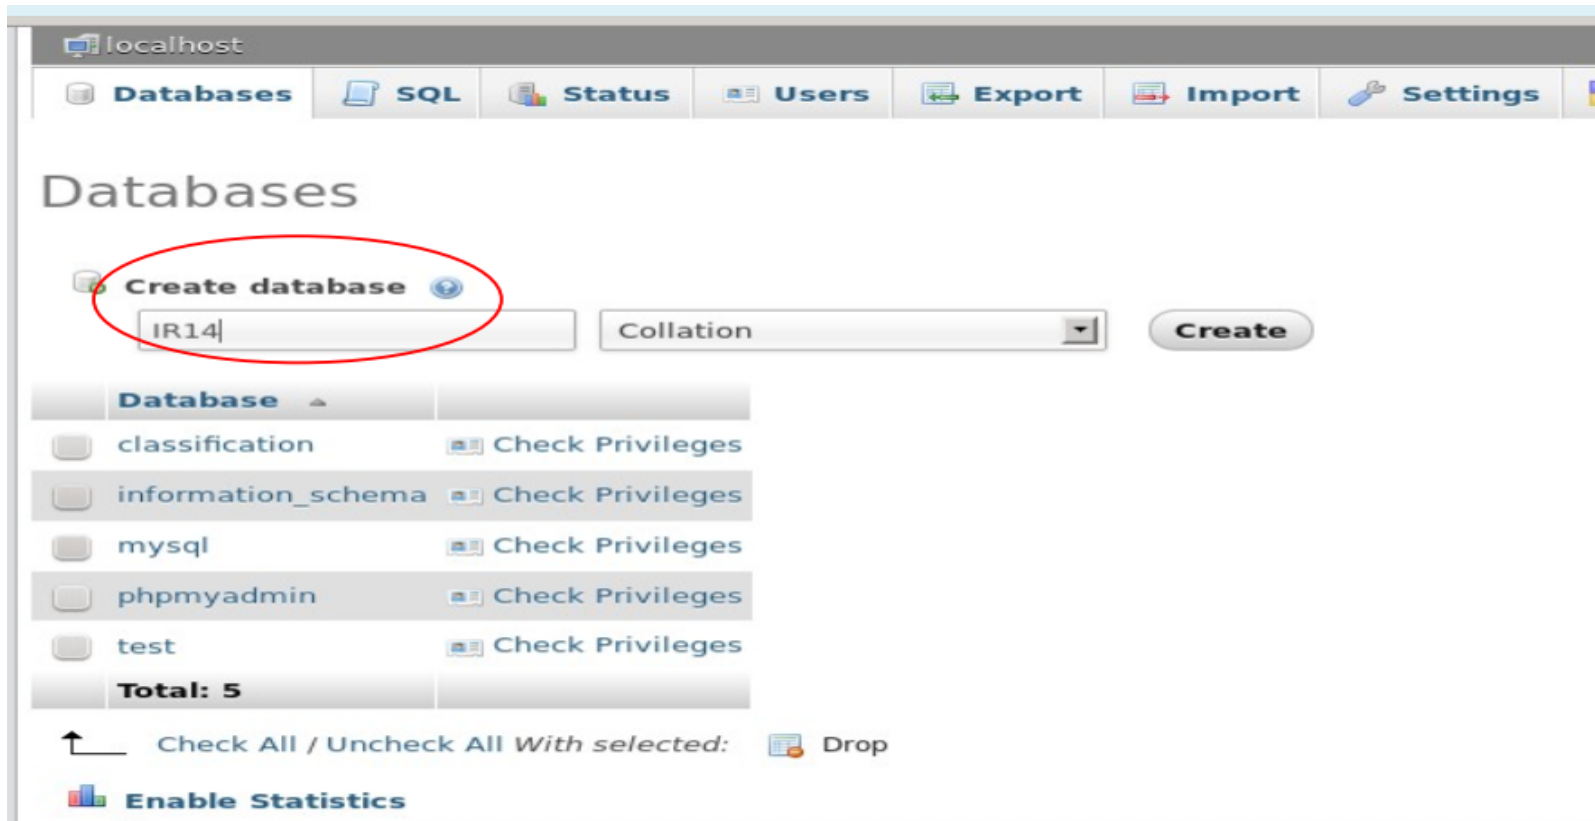 localhost
Databases SQL Status Users Export Import Settings
Databases
Create database
IR14 Collation Create
Database
classification Check Privileges
information_schema Check Privileges
mysql Check Privileges
phpmyadmin Check Privileges
test Check Privileges
Total: 5
Check All / Uncheck All With selected: Drop
Enable Statistics